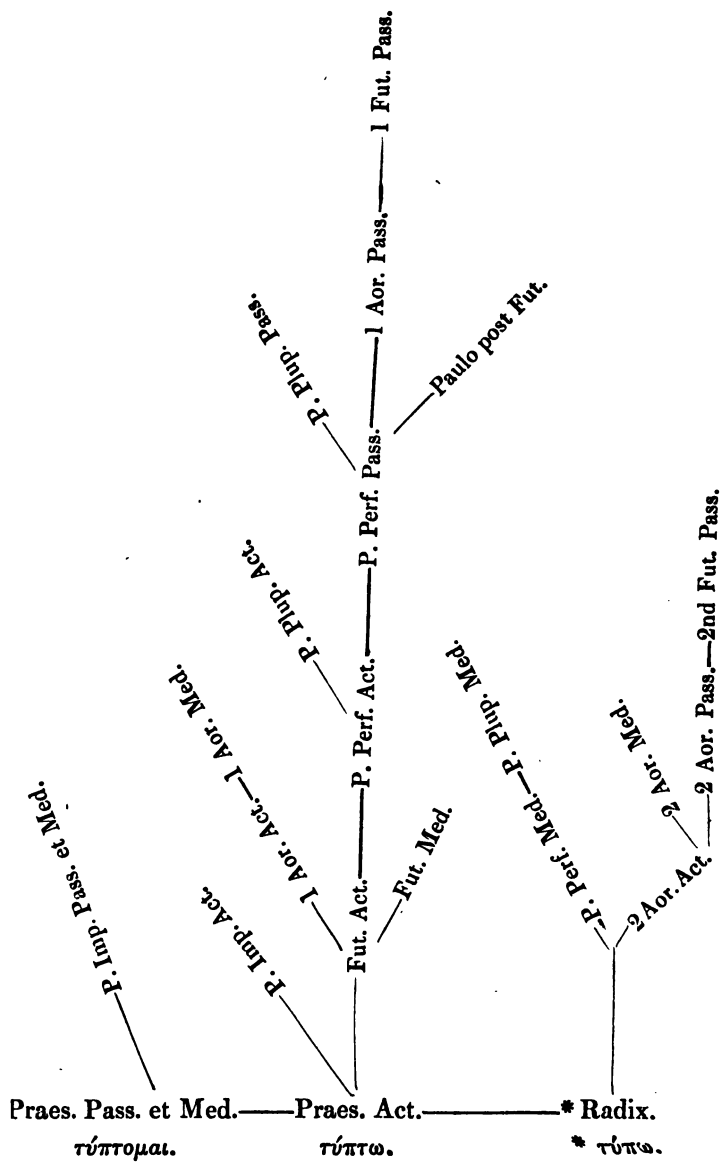 1 Fut. Pass.
1 Aor. Pass.
P. Plup. Pass.
Paulo post Fut.
P. Perf. Pass.
P. Plup. Act.
P. Perf. Act.
1 Aor. Act.—1 Aor. Med.
P. Imp. Act.
Fut. Act.
Fut. Med.
P. Imp. Pass. et Med.
P. Perf. Med.—P. Plup. Med.
2 Aor. Med.
2 Aor. Pass.—2nd Fut. Pass.
2 Aor. Act.
Praes. Pass. et Med.—Praes. Act.—* Radix.
τύπτομαι. τύπτω. * τύπω.